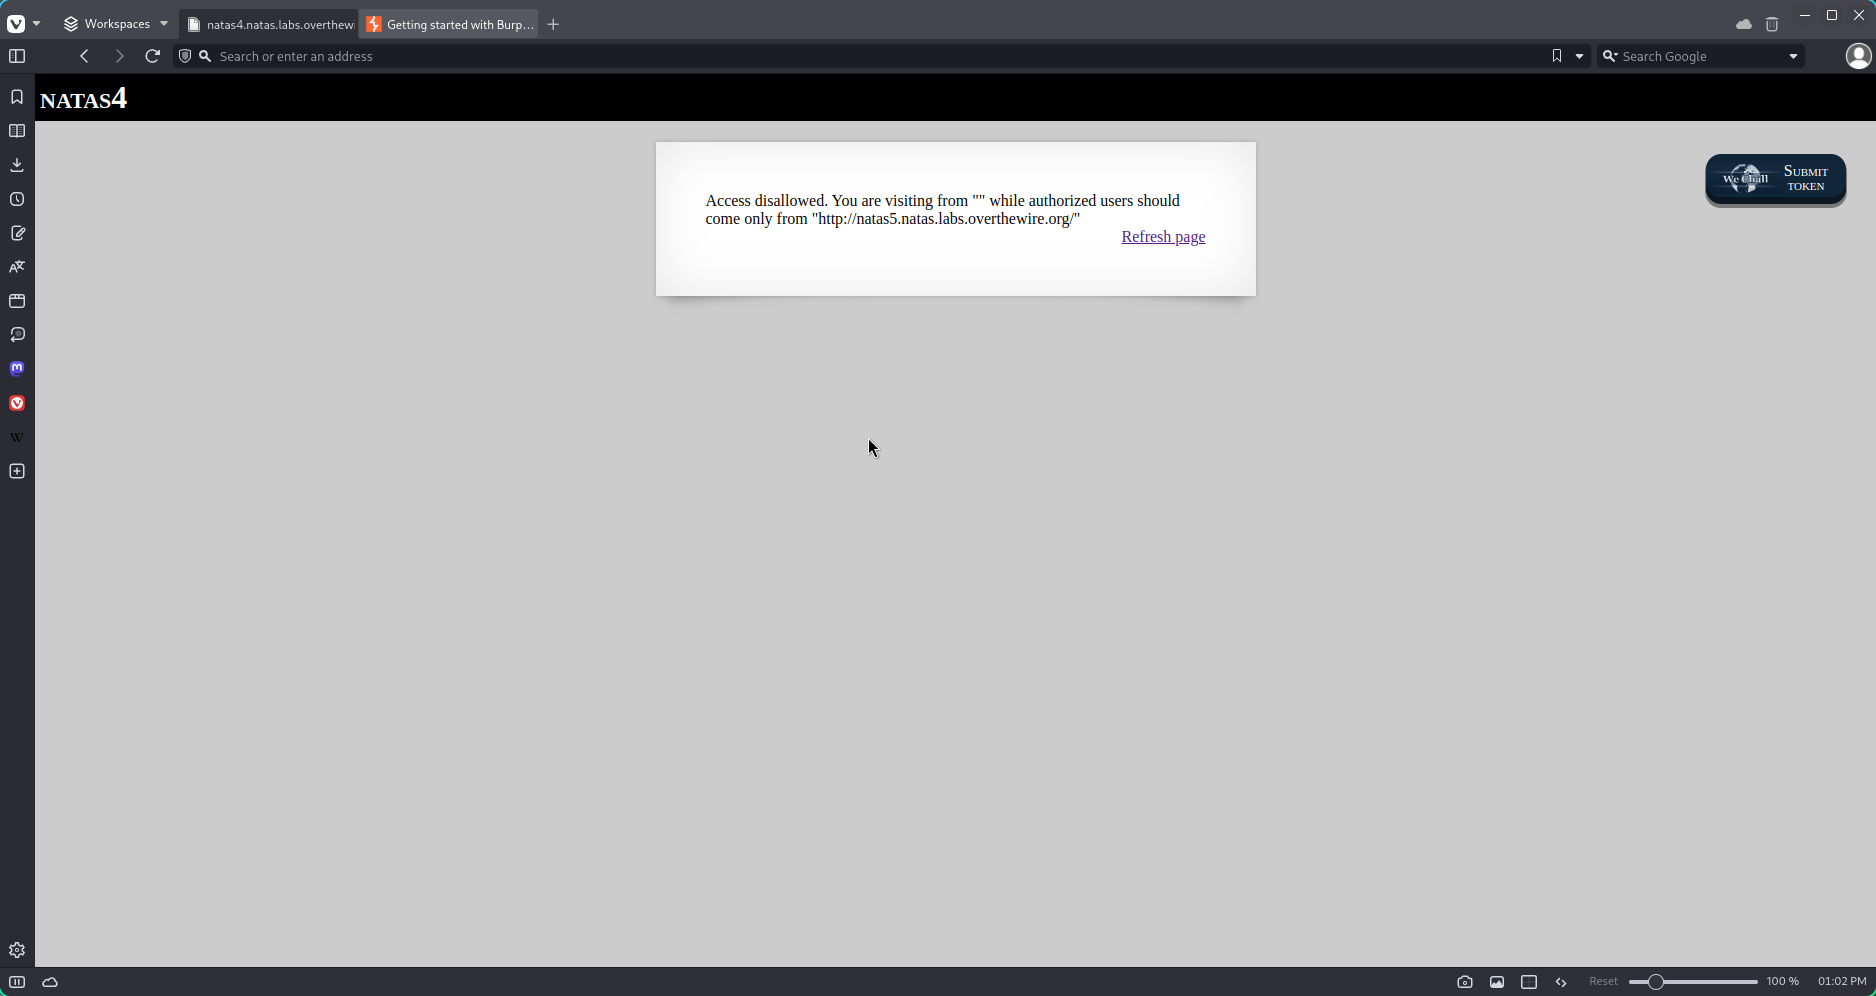 Workspaces
natas4.natas.labs.overthew
Getting started with Burp...
Search or enter an address
Search Google
NATAS4
Access disallowed. You are visiting from "" while authorized users should
come only from "http://natas5.natas.labs.overthewire.org/"
Refresh page
We Chall
SUBMIT
TOKEN
W
Reset
100 %
01:02 PM